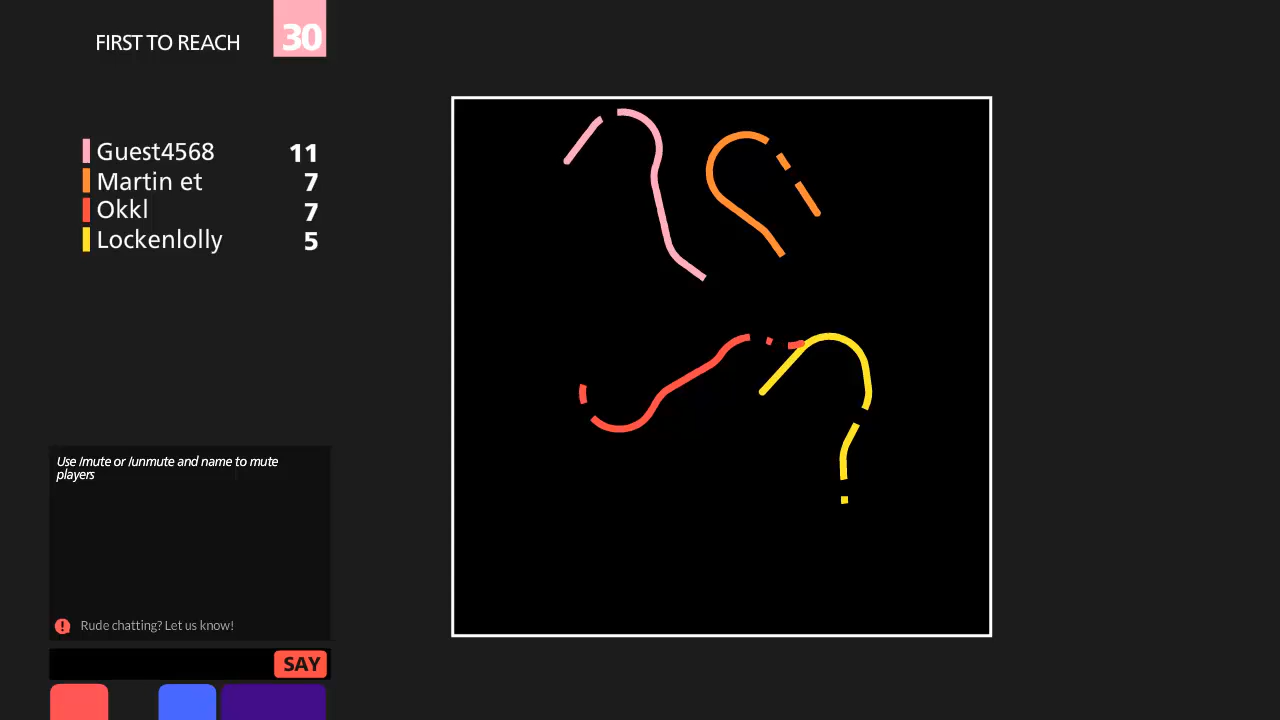 FIRST TO REACH 30
Guest4568 11
Martin et 7
Okkl 7
Lockenlolly 5
Use /mute or /unmute and name to mute
players
Rude chatting? Let us know!
SAY